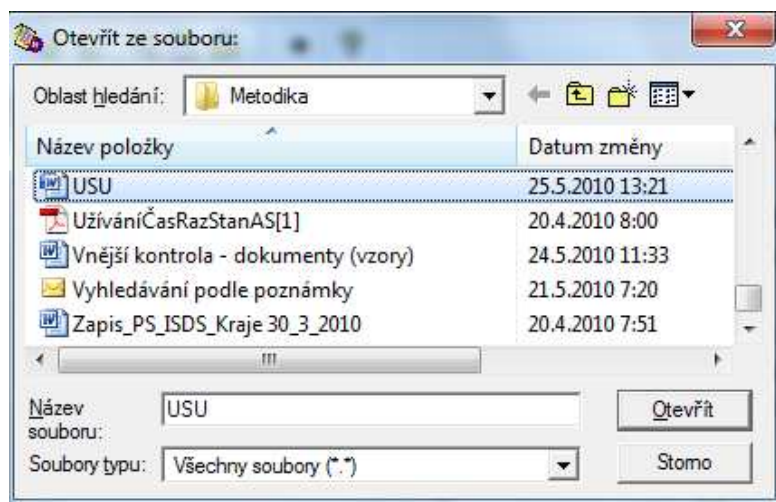 Otevřít ze souboru:
Oblast hledání: Metodika
Název položky Datum změny
USU 25.5.2010 13:21
UžíváníČasRazStanAS[1] 20.4.2010 8:00
Vnější kontrola - dokumenty (vzory) 24.5.2010 11:33
Vyhledávání podle poznámky 21.5.2010 7:20
Zapis_PS_ISDS_Kraje 30_3_2010 20.4.2010 7:51
Název souboru: USU Otevřít
Soubory typu: Všechny soubory (*.*) Storno